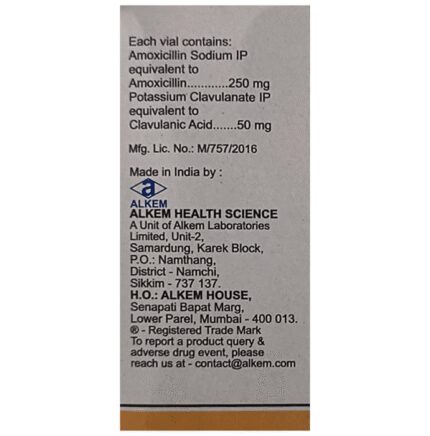 Each vial contains:
Amoxicillin Sodium IP
equivalent to
Amoxicillin............250 mg
Potassium Clavulanate IP
equivalent to
Clavulanic Acid......50 mg
Mfg. Lic. No.: M/757/2016
Made in India by :
a
ALKEM
ALKEM HEALTH SCIENCE
A Unit of Alkem Laboratories
Limited, Unit-2,
Samardung, Karek Block,
P.O.: Namthang,
District - Namchi,
Sikkim - 737 137.
H.O.: ALKEM HOUSE,
Senapati Bapat Marg,
Lower Parel, Mumbai - 400 013.
® - Registered Trade Mark
To report a product query &
adverse drug event, please
reach us at - contact@alkem.com